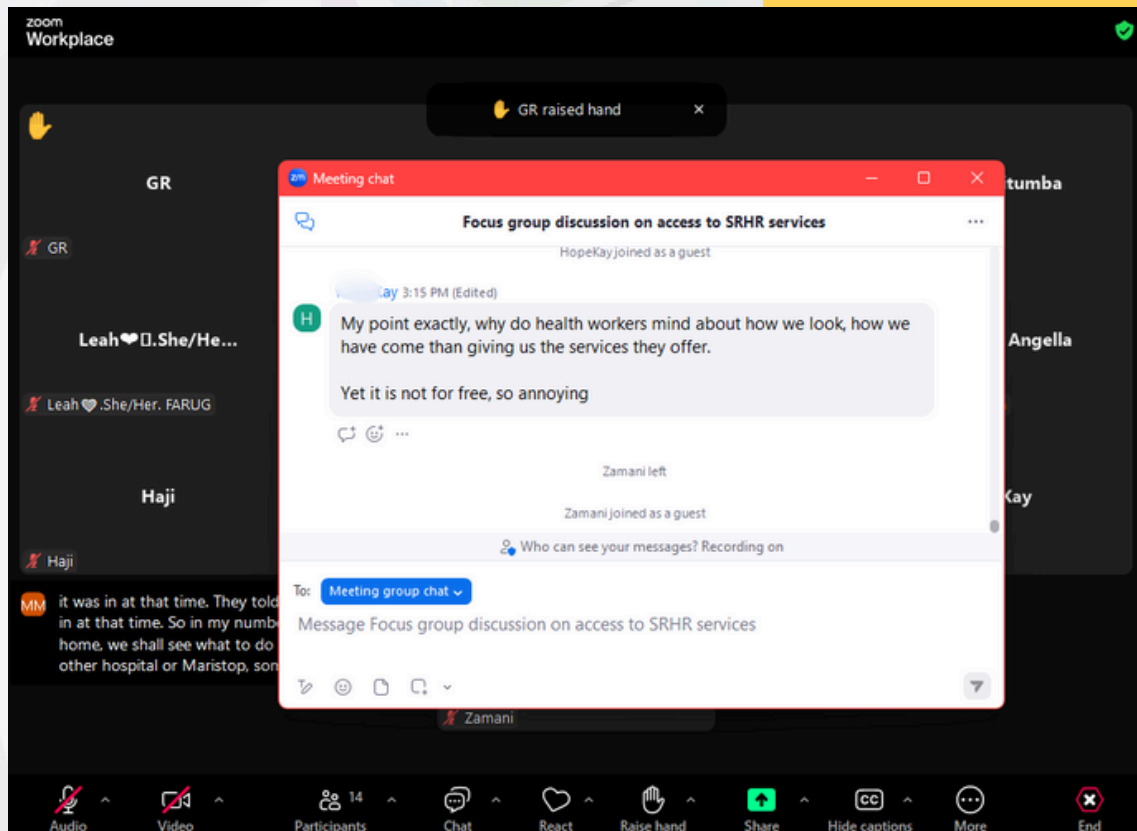 zoom
Workplace
GR raised hand
GR
GR
Meeting chat
tumba
Focus group discussion on access to SRHR services
HopeKay joined as a guest
ay 3:15 PM (Edited)
H
My point exactly, why do health workers mind about how we look, how we
have come than giving us the services they offer.
Yet it is not for free, so annoying
Leah❤.She/He...
Leah🩶.She/Her. FARUG
Angella
Zamani left
Zamani joined as a guest
Haji
Kay
Haji
Who can see your messages? Recording on
MM
it was in at that time. They told
in at that time. So in my numb
home, we shall see what to do
other hospital or Maristop, son
To: Meeting group chat
Message Focus group discussion on access to SRHR services
Zamani
14
CC
Audio
Video
Participants
Chat
React
Raise hand
Share
Hide captions
More
End